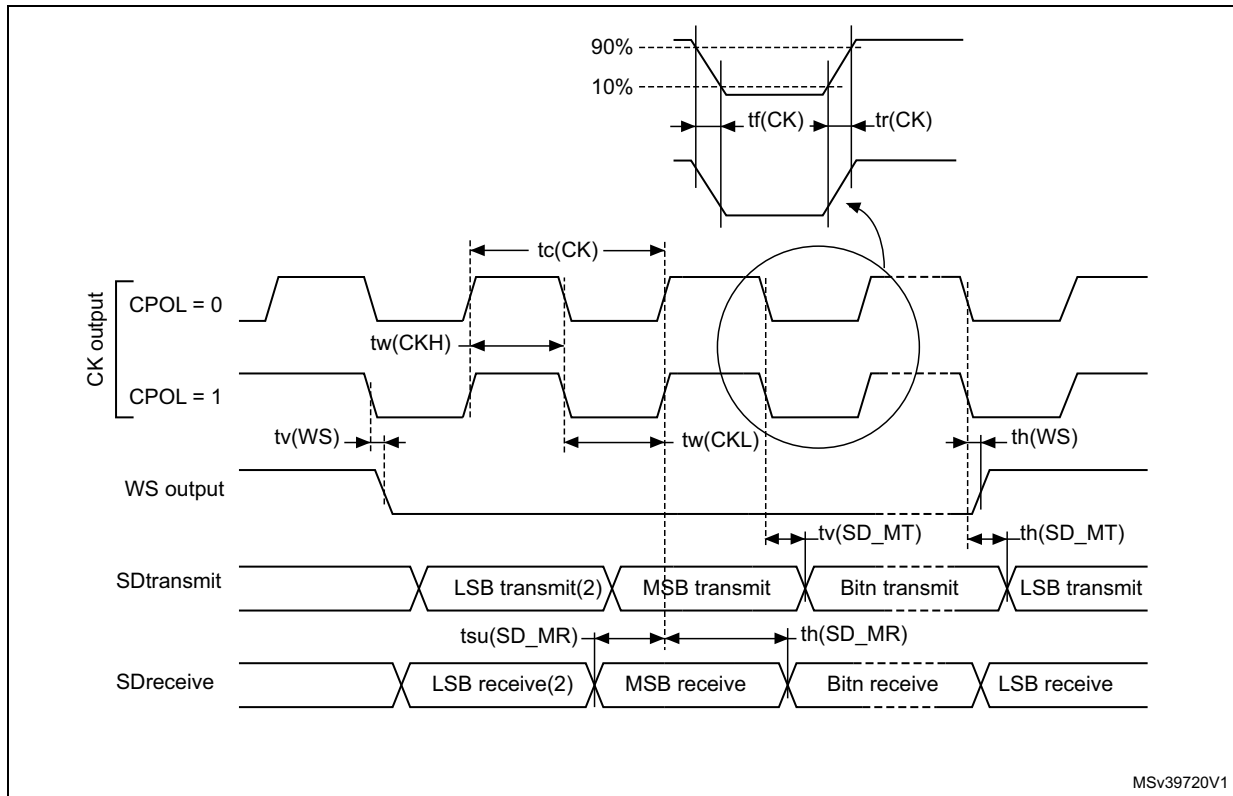 90%
10%
tf(CK)
tr(CK)
tc(CK)
CK output
CPOL = 0
tw(CKH)
CPOL = 1
tv(WS)
tw(CKL)
th(WS)
WS output
tv(SD_MT)
th(SD_MT)
SDtransmit
LSB transmit(2)
MSB transmit
Bitn transmit
LSB transmit
tsu(SD_MR)
th(SD_MR)
SDreceive
LSB receive(2)
MSB receive
Bitn receive
LSB receive
MSv39720V1